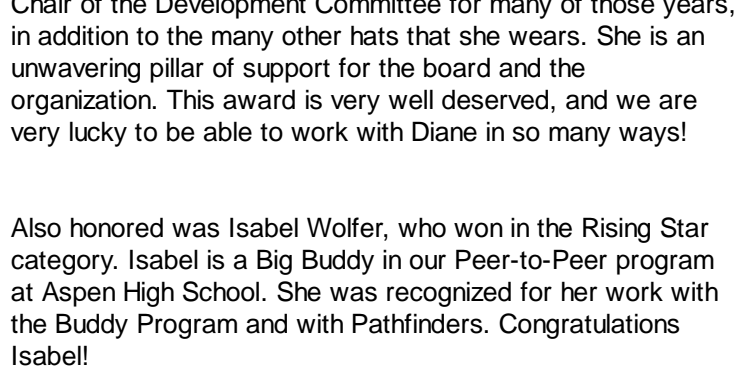 Chair of the Development Committee for many of those years,
in addition to the many other hats that she wears. She is an
unwavering pillar of support for the board and the
organization. This award is very well deserved, and we are
very lucky to be able to work with Diane in so many ways!
Also honored was Isabel Wolfer, who won in the Rising Star
category. Isabel is a Big Buddy in our Peer-to-Peer program
at Aspen High School. She was recognized for her work with
the Buddy Program and with Pathfinders. Congratulations
Isabel!